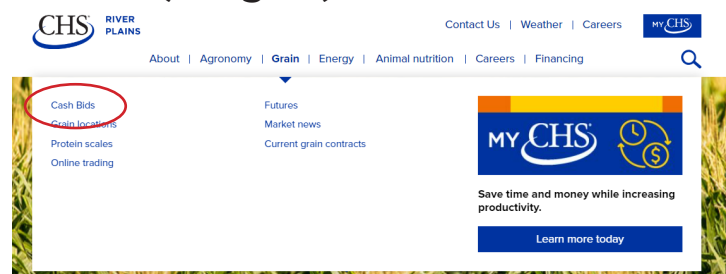 CHS RIVER PLAINS
Contact Us | Weather | Careers
MY CHS
About | Agronomy | Grain | Energy | Animal nutrition | Careers | Financing
Cash Bids
Grain locations
Protein scales
Online trading
Futures
Market news
Current grain contracts
MY CHS
$
Save time and money while increasing
productivity.
Learn more today